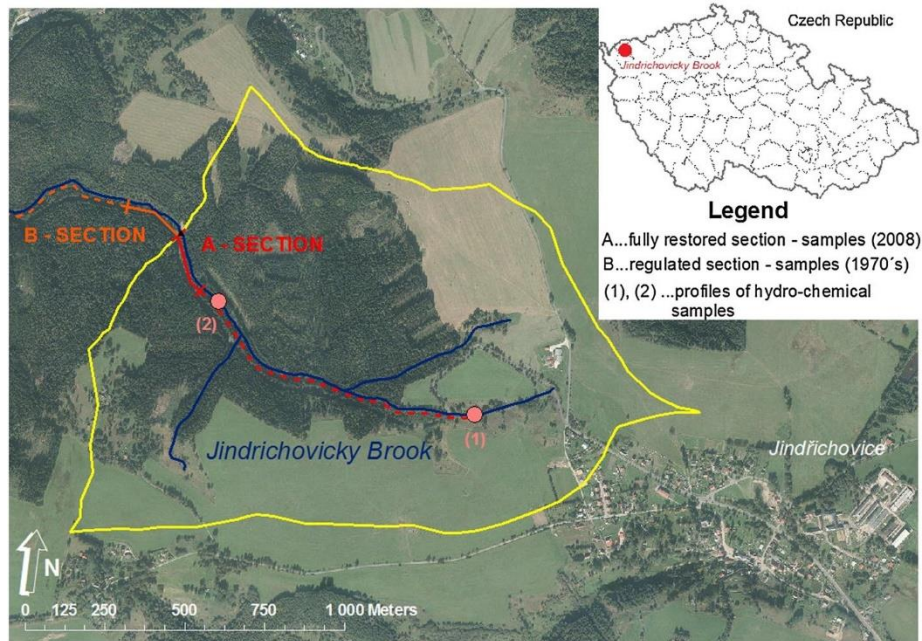 Czech Republic
Jindrichovicky Brook
Legend
A...fully restored section - samples (2008)
B...regulated section - samples (1970´s)
(1), (2) ...profiles of hydro-chemical
samples
B - SECTION
A - SECTION
(2)
(1)
Jindrichovicky Brook
Jindřichovice
N
0 125 250 500 750 1 000 Meters